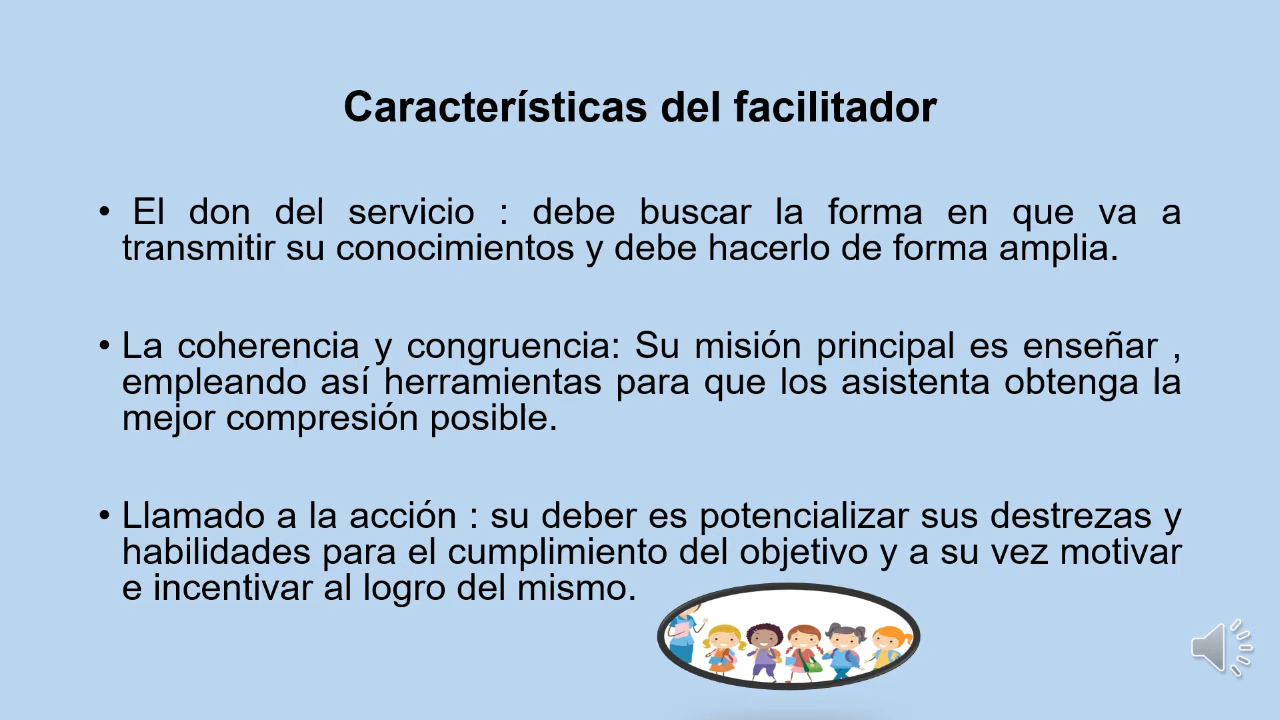 Características del facilitador
• El don del servicio : debe buscar la forma en que va a
transmitir su conocimientos y debe hacerlo de forma amplia.
• La coherencia y congruencia: Su misión principal es enseñar ,
empleando así herramientas para que los asistenta obtenga la
mejor compresión posible.
• Llamado a la acción : su deber es potencializar sus destrezas y
habilidades para el cumplimiento del objetivo y a su vez motivar
e incentivar al logro del mismo.